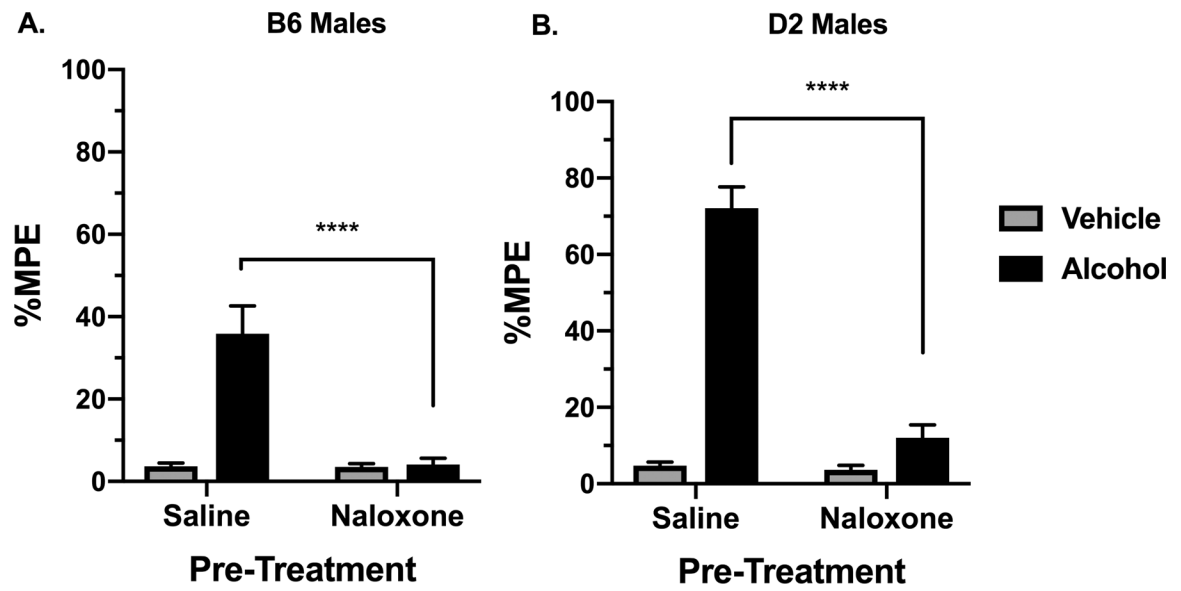 A.
B6 Males
%MPE
100
80
60
40
20
0
****
Saline
Naloxone
Pre-Treatment
B.
D2 Males
%MPE
100
80
60
40
20
0
****
Saline
Naloxone
Pre-Treatment
Vehicle
Alcohol